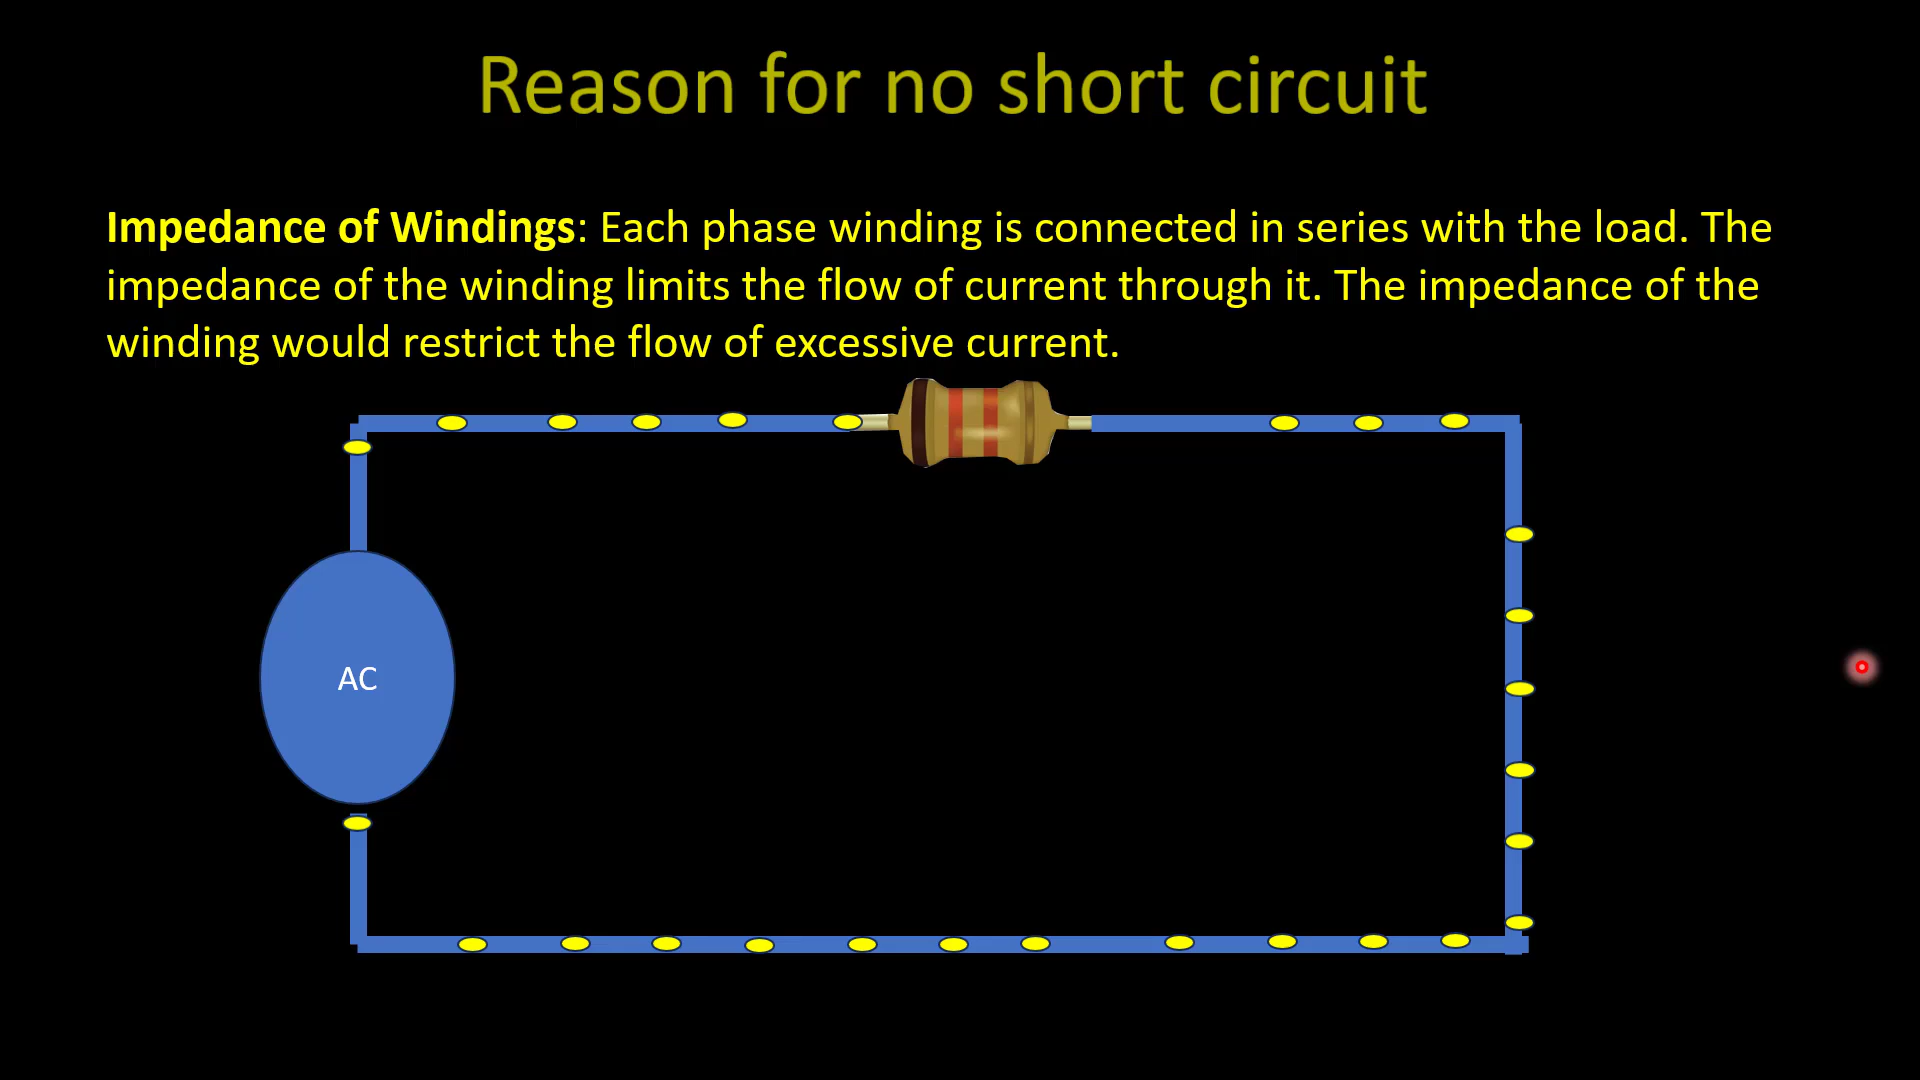 Reason for no short circuit
Impedance of Windings: Each phase winding is connected in series with the load. The
impedance of the winding limits the flow of current through it. The impedance of the
winding would restrict the flow of excessive current.
AC